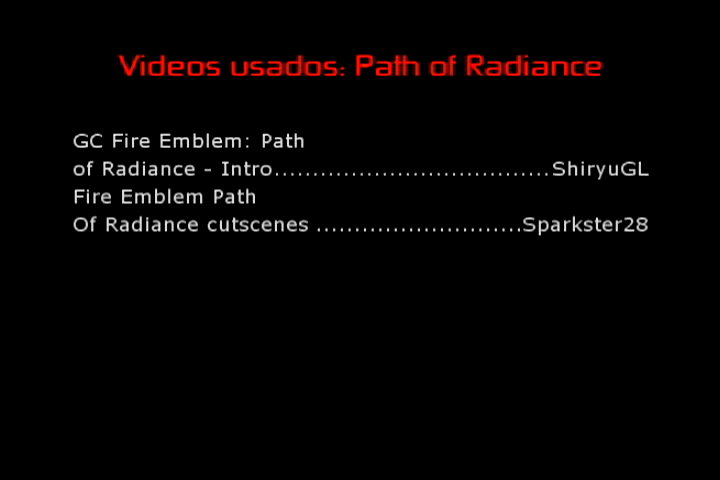 Videos usados: Path of Radiance
GC Fire Emblem: Path
of Radiance - Intro....................................ShiryuGL
Fire Emblem Path
Of Radiance cutscenes ...........................Sparkster28